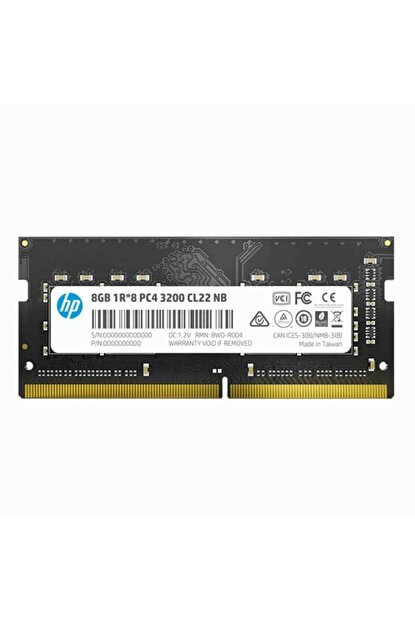 hp
8GB 1R*8 PC4 3200 CL22 NB
VCI FC CE
S/N:0000000000000 DC:1.2V RMN: BWD-R004 CAN ICES-3(B)/NMB-3(B)
P/N:0000000000 WARRANTY VOID IF REMOVED Made in Taiwan